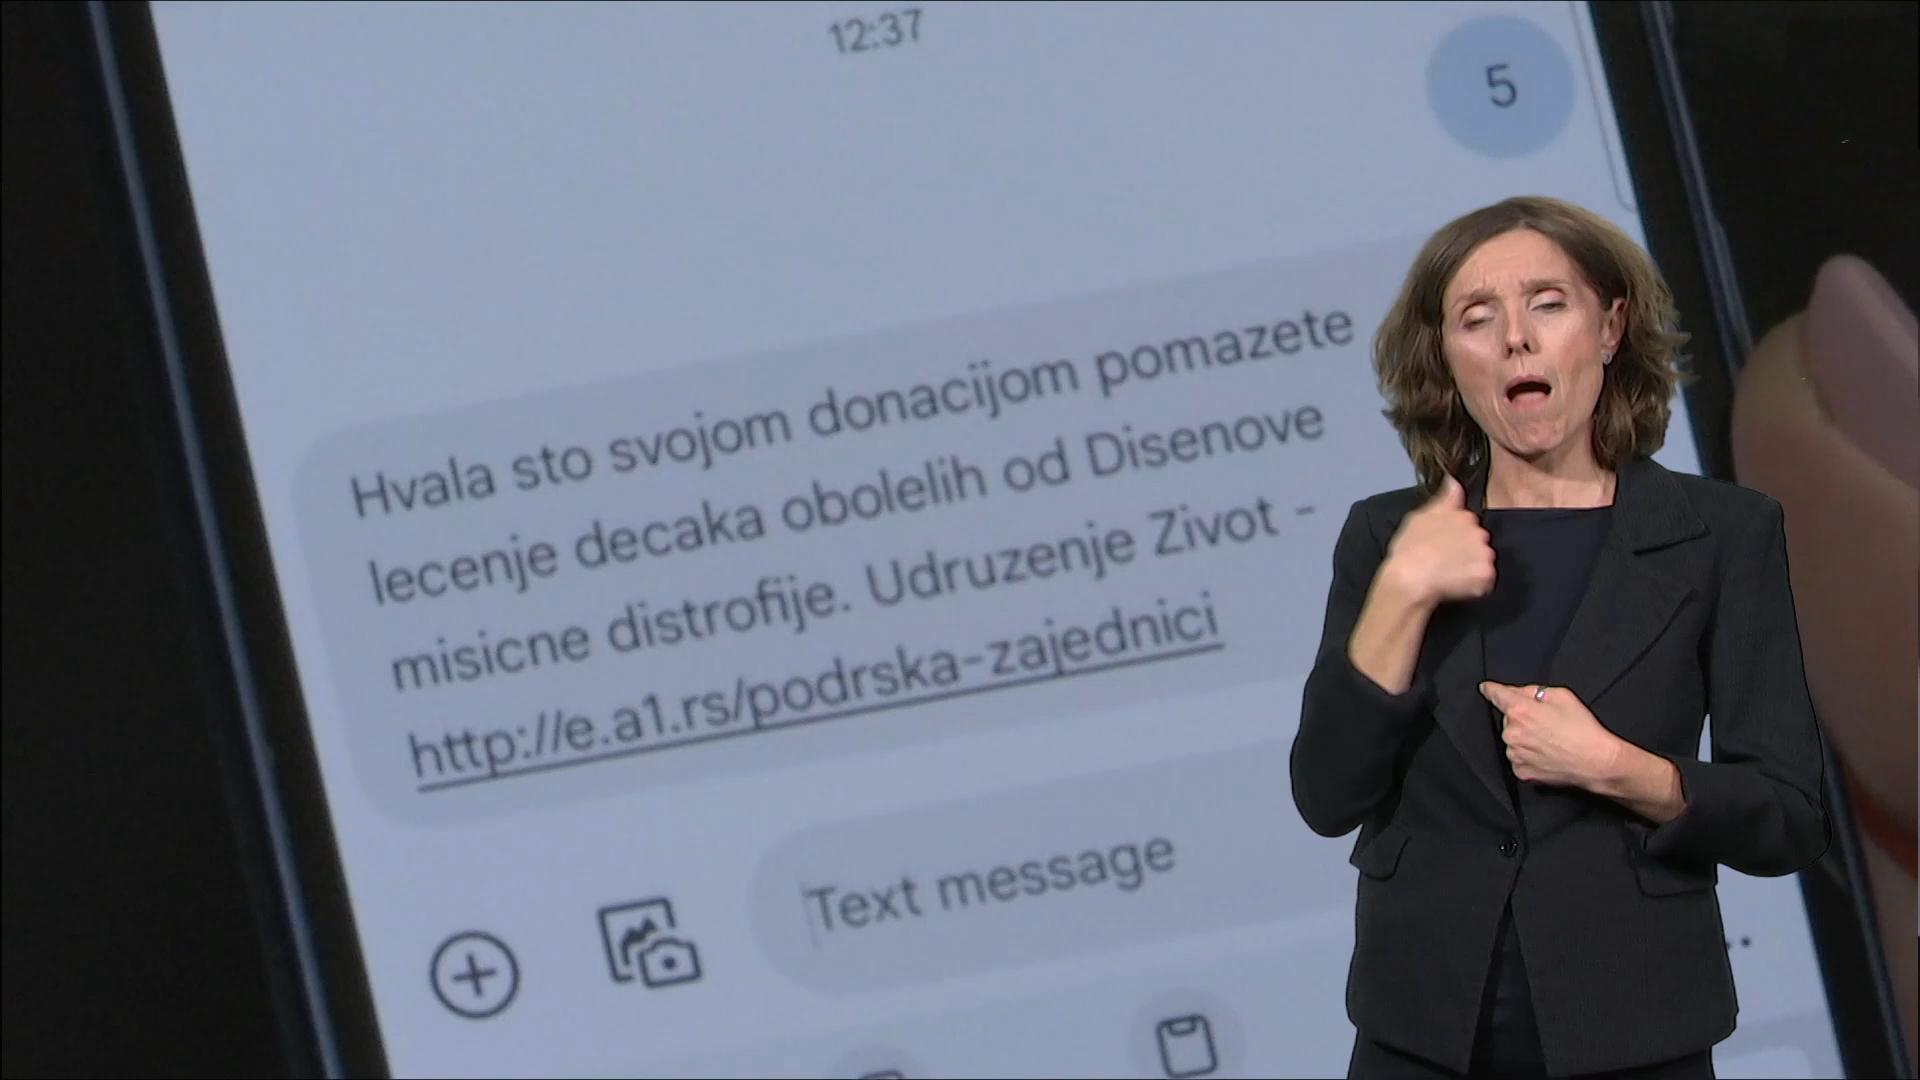 12:37
5
Hvala sto svojom donacijom pomazete
lecenje decaka obolelih od Disenove
misicne distrofije. Udruzenje Zivot -
http://e.a1.rs/podrska-zajednici
Text message